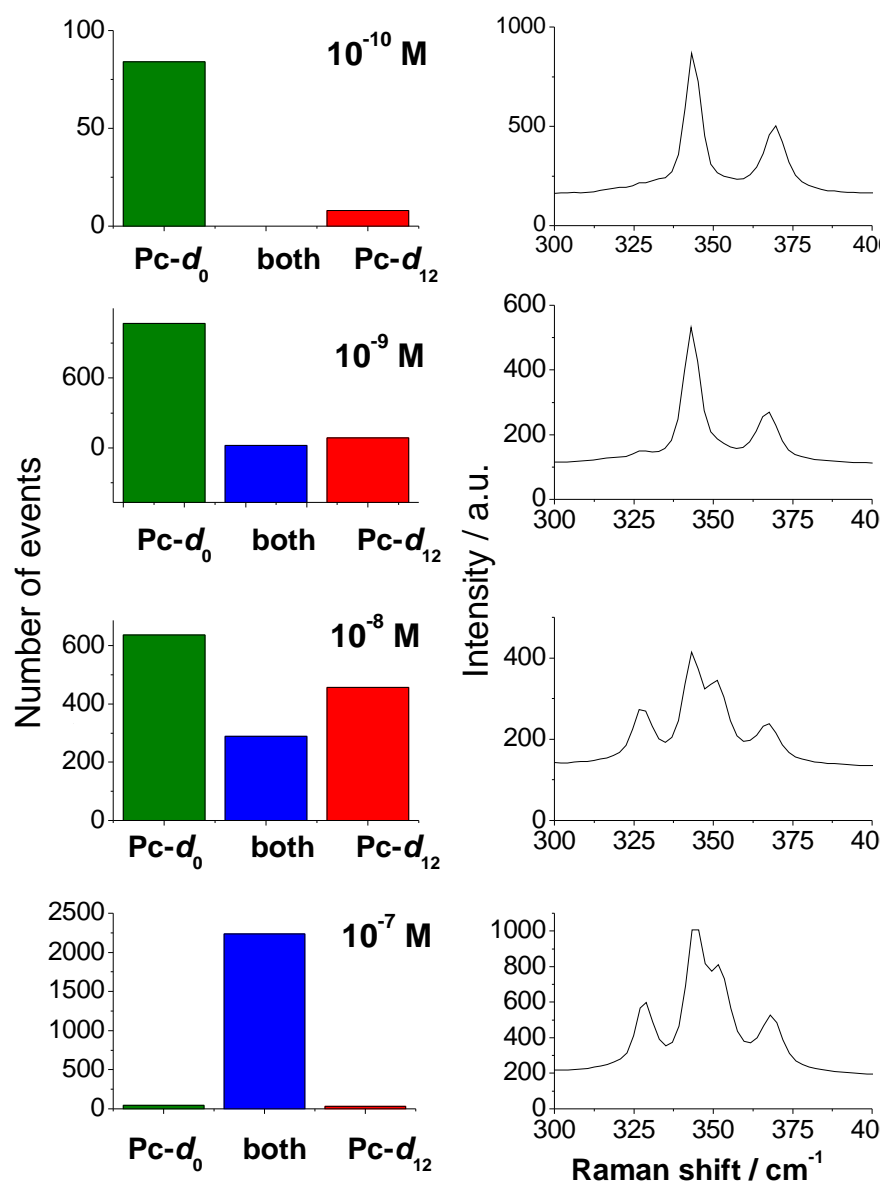 Number of events
Intensity / a.u.
100
50
0
10⁻¹⁰ M
Pc-d₀ both Pc-d₁₂
1000
500
0
300 325 350 375 40
600
0
10⁻⁹ M
Pc-d₀ both Pc-d₁₂
600
400
200
0
300 325 350 375 40
600
400
200
0
10⁻⁸ M
Pc-d₀ both Pc-d₁₂
400
200
0
300 325 350 375 40
2500
2000
1500
1000
500
0
10⁻⁷ M
Pc-d₀ both Pc-d₁₂
1000
800
600
400
200
0
300 325 350 375 40
Raman shift / cm⁻¹